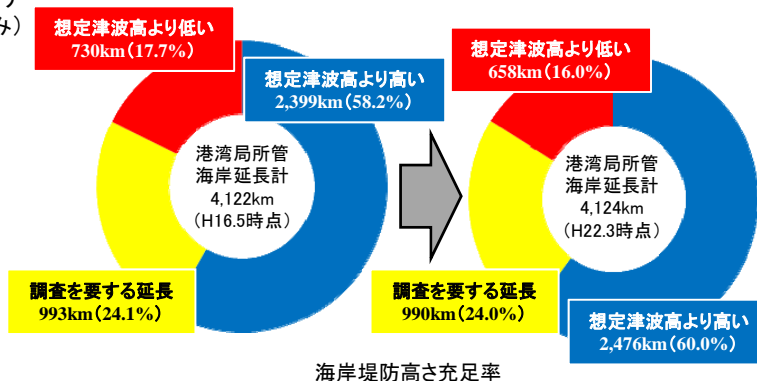 み）
想定津波高より低い
730km（17.7%）
想定津波高より高い
2,399km（58.2%）
港湾局所管
海岸延長計
4,122km
（H16.5時点）
調査を要する延長
993km（24.1%）
想定津波高より低い
658km（16.0%）
港湾局所管
海岸延長計
4,124km
（H22.3時点）
調査を要する延長
990km（24.0%）
想定津波高より高い
2,476km（60.0%）
海岸堤防高さ充足率